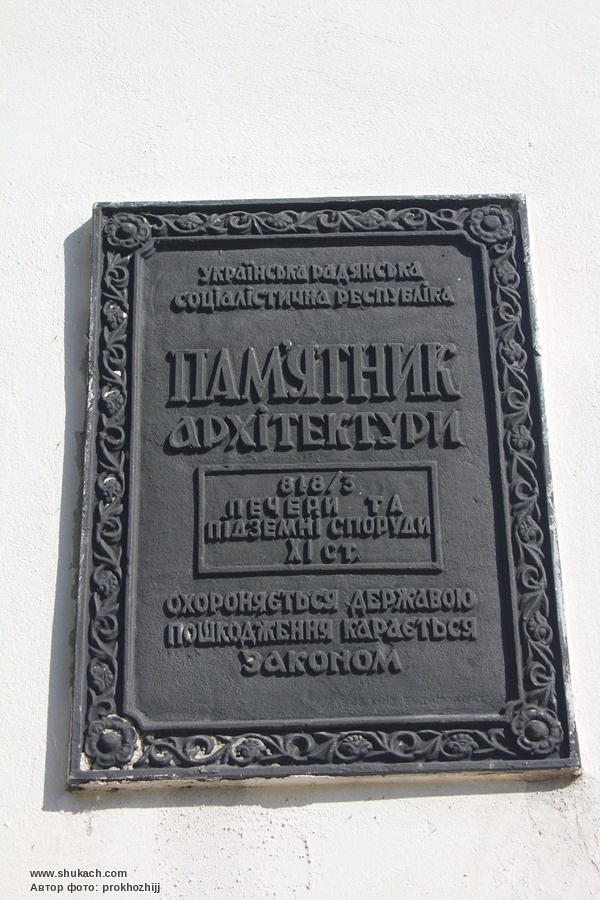 УКРАЇНСЬКА РАДЯНСЬКА
СОЦІАЛІСТИЧНА РЕСПУБЛІКА
ПАМ'ЯТНИК
АРХІТЕКТУРИ
818/3
ПЕЧЕРИ ТА
ПІДЗЕМНІ СПОРУДИ
XI СТ.
ОХОРОНЯЄТЬСЯ ДЕРЖАВОЮ
ПОШКОДЖЕННЯ КАРАЄТЬСЯ
ЗАКОНОМ
www.shukach.com
Автор фото: prokhozhijj